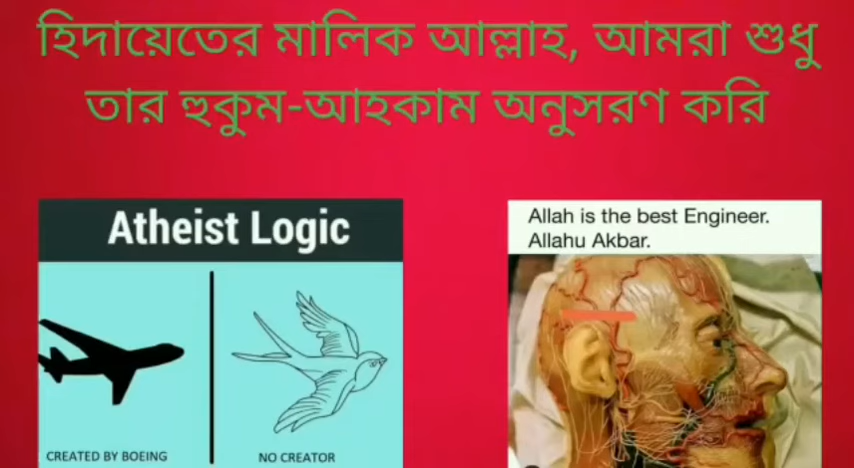 হিদায়েতের মালিক আল্লাহ, আমরা শুধু
তার হুকুম-আহকাম অনুসরণ করি
Atheist Logic
CREATED BY BOEING
NO CREATOR
Allah is the best Engineer.
Allahu Akbar.